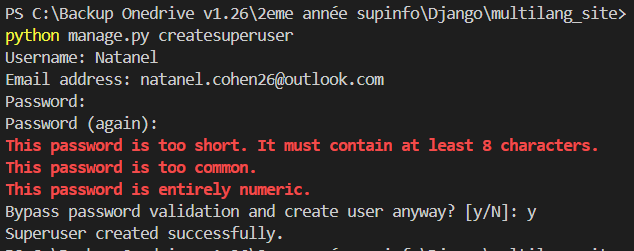 PS C:\Backup Onedrive v1.26\2eme année supinfo\Django\multilang_site>
python manage.py createsuperuser
Username: Natanel
Email address: natanel.cohen26@outlook.com
Password:
Password (again):
This password is too short. It must contain at least 8 characters.
This password is too common.
This password is entirely numeric.
Bypass password validation and create user anyway? [y/N]: y
Superuser created successfully.